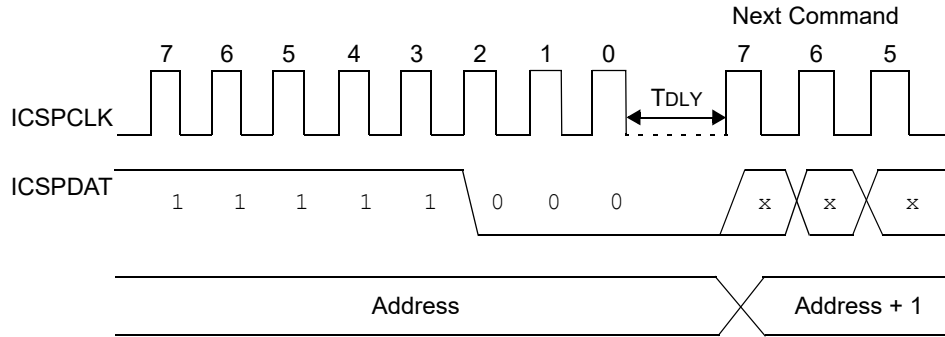 Next Command
7 6 5 4 3 2 1 0 7 6 5
ICSPCLK
TDLY
ICSPDAT
1 1 1 1 1 0 0 0 x x x
Address Address + 1